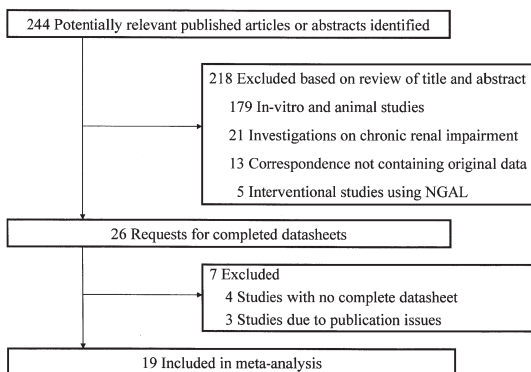 244 Potentially relevant published articles or abstracts identified
218 Excluded based on review of title and abstract
179 In-vitro and animal studies
21 Investigations on chronic renal impairment
13 Correspondence not containing original data
5 Interventional studies using NGAL
26 Requests for completed datasheets
7 Excluded
4 Studies with no complete datasheet
3 Studies due to publication issues
19 Included in meta-analysis